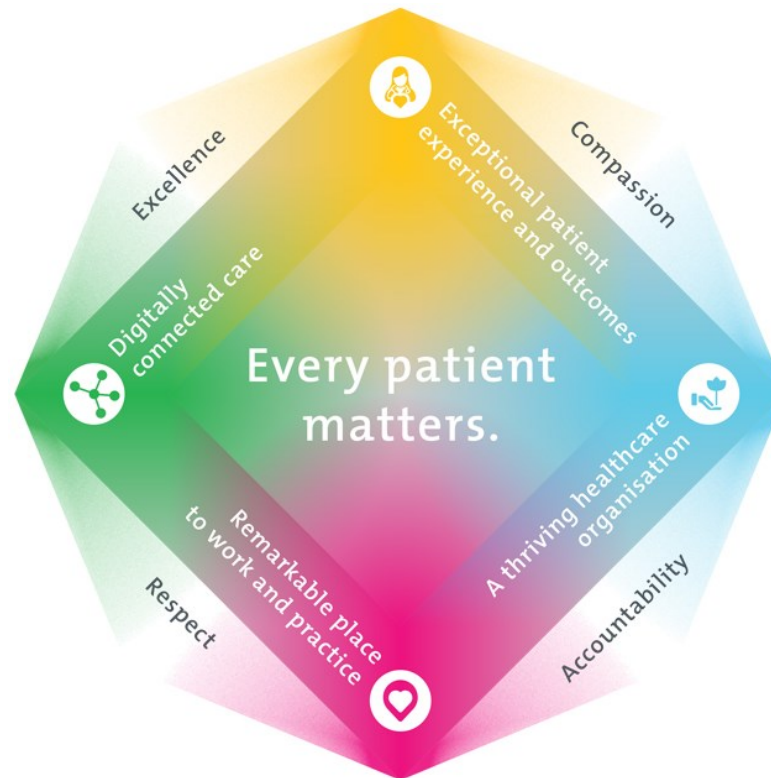 Excellence
Compassion
Exceptional patient
experience and outcomes
Digitally
connected care
Every patient
matters.
Remarkable place
to work and practice
A thriving healthcare
organisation
Respect
Accountability